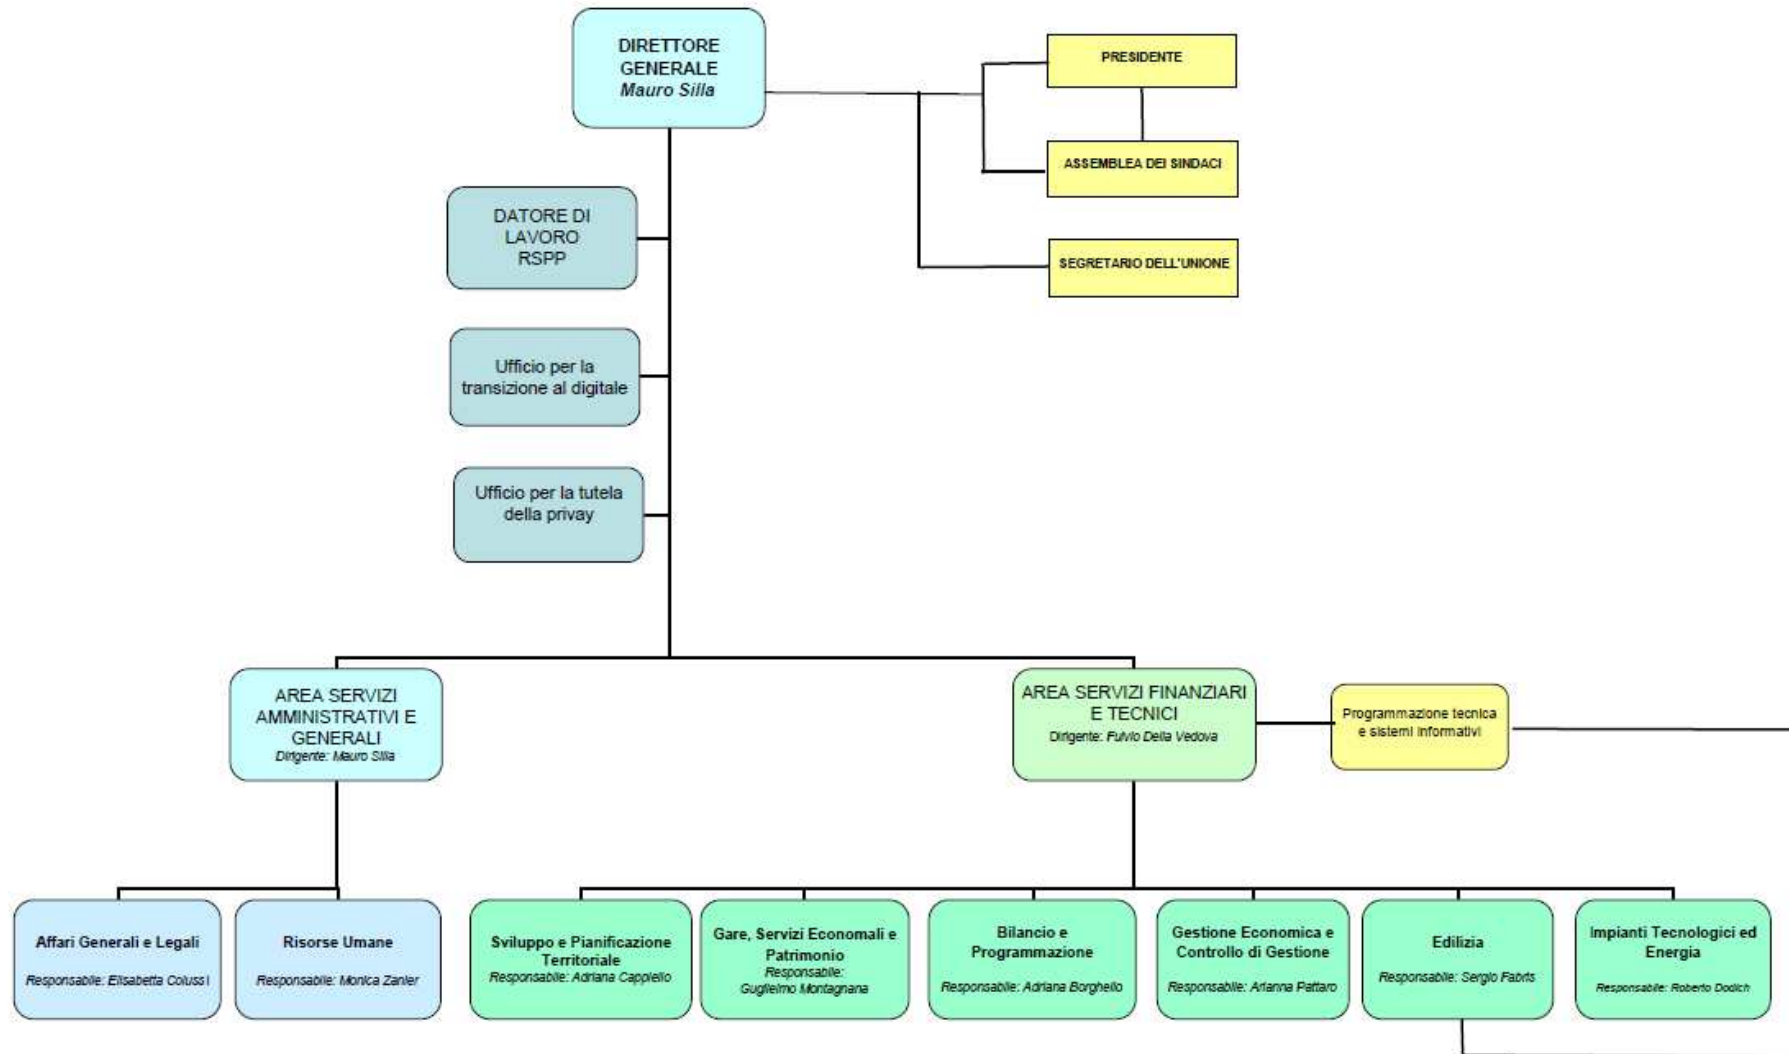 DIRETTORE
GENERALE
Mauro Silla
PRESIDENTE
ASSEMBLEA DEI SINDACI
SEGRETARIO DELL'UNIONE
DATORE DI
LAVORO
RSPP
Ufficio per la
transizione al digitale
Ufficio per la tutela
della privay
AREA SERVIZI
AMMINISTRATIVI E
GENERALI
Dirigente: Mauro Silla
AREA SERVIZI FINANZIARI
E TECNICI
Dirigente: Fulvio Della Vedova
Programmazione tecnica
e sistemi informativi
Affari Generali e Legali
Responsabile: Elisabetta Colussi
Risorse Umane
Responsabile: Monica Zanier
Sviluppo e Pianificazione
Territoriale
Responsabile: Adriana Cappiello
Gare, Servizi Economali e
Patrimonio
Responsabile:
Guglielmo Montagnana
Bilancio e
Programmazione
Responsabile: Adriana Borghello
Gestione Economica e
Controllo di Gestione
Responsabile: Arianna Pattaro
Edilizia
Responsabile: Sergio Fabris
Impianti Tecnologici ed
Energia
Responsabile: Roberto Dodich